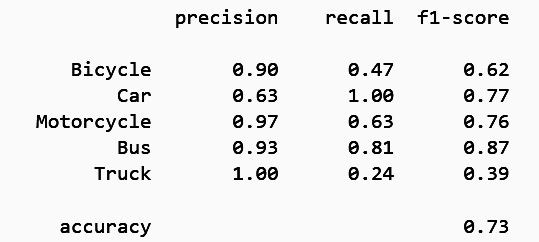 precision recall f1-score
Bicycle 0.90 0.47 0.62
Car 0.63 1.00 0.77
Motorcycle 0.97 0.63 0.76
Bus 0.93 0.81 0.87
Truck 1.00 0.24 0.39
accuracy 0.73